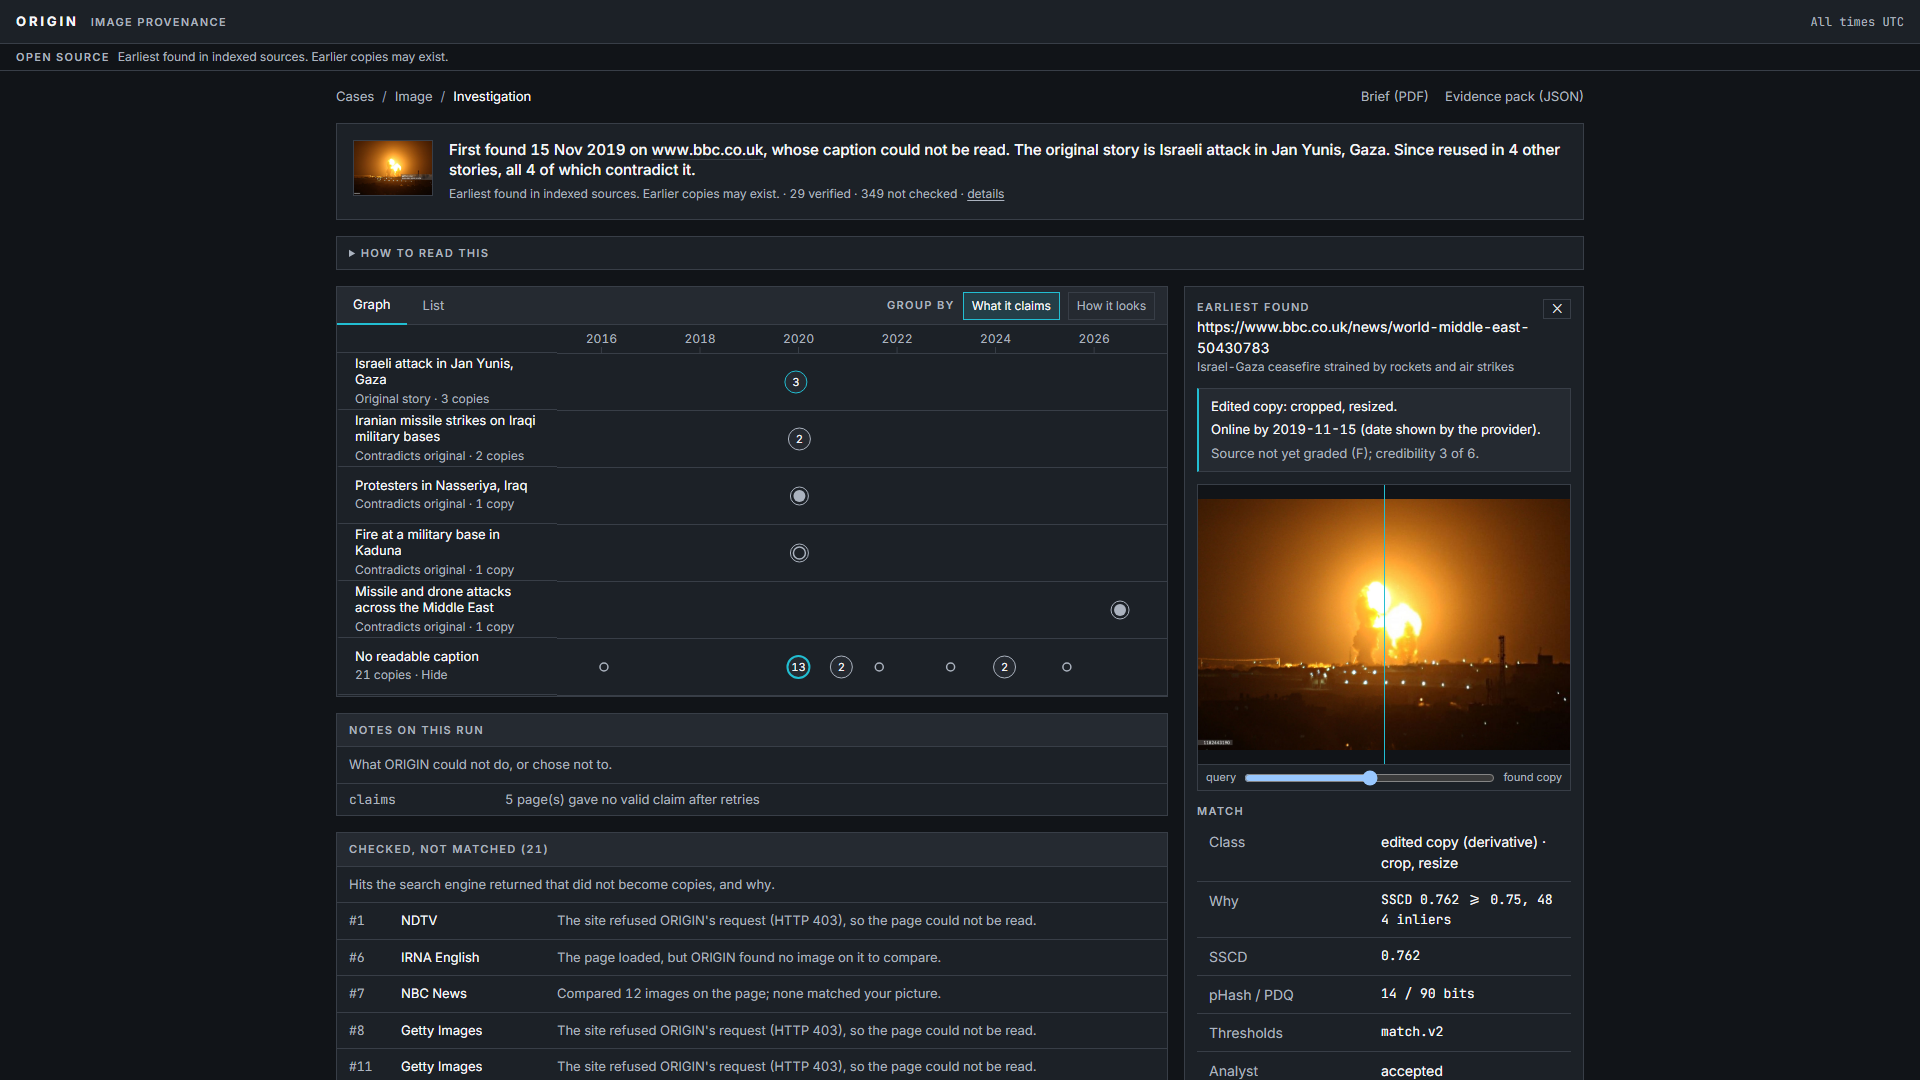 ORIGIN IMAGE PROVENANCE
All times UTC
OPEN SOURCE Earliest found in indexed sources. Earlier copies may exist.
Cases / Image / Investigation
Brief (PDF) Evidence pack (JSON)
First found 15 Nov 2019 on www.bbc.co.uk, whose caption could not be read. The original story is Israeli attack in Jan Yunis, Gaza. Since reused in 4 other
stories, all 4 of which contradict it.
Earliest found in indexed sources. Earlier copies may exist. · 29 verified · 349 not checked · details
HOW TO READ THIS
Graph List
GROUP BY What it claims How it looks
2016 2018 2020 2022 2024 2026
Israeli attack in Jan Yunis,
Gaza
Original story · 3 copies
3
Iranian missile strikes on Iraqi
military bases
Contradicts original · 2 copies
2
Protesters in Nasseriya, Iraq
Contradicts original · 1 copy
Fire at a military base in
Kaduna
Contradicts original · 1 copy
Missile and drone attacks
across the Middle East
Contradicts original · 1 copy
No readable caption
21 copies · Hide
13 2 2
NOTES ON THIS RUN
What ORIGIN could not do, or chose not to.
claims 5 page(s) gave no valid claim after retries
CHECKED, NOT MATCHED (21)
Hits the search engine returned that did not become copies, and why.
#1 NDTV The site refused ORIGIN's request (HTTP 403), so the page could not be read.
#6 IRNA English The page loaded, but ORIGIN found no image on it to compare.
#7 NBC News Compared 12 images on the page; none matched your picture.
#8 Getty Images The site refused ORIGIN's request (HTTP 403), so the page could not be read.
#11 Getty Images The site refused ORIGIN's request (HTTP 403), so the page could not be read.
EARLIEST FOUND
https://www.bbc.co.uk/news/world-middle-east-
50430783
Israel-Gaza ceasefire strained by rockets and air strikes
Edited copy: cropped, resized.
Online by 2019-11-15 (date shown by the provider).
Source not yet graded (F); credibility 3 of 6.
query found copy
MATCH
Class edited copy (derivative) ·
crop, resize
Why SSCD 0.762 ≥ 0.75, 48
4 inliers
SSCD 0.762
pHash / PDQ 14 / 90 bits
Thresholds match.v2
Analyst accepted